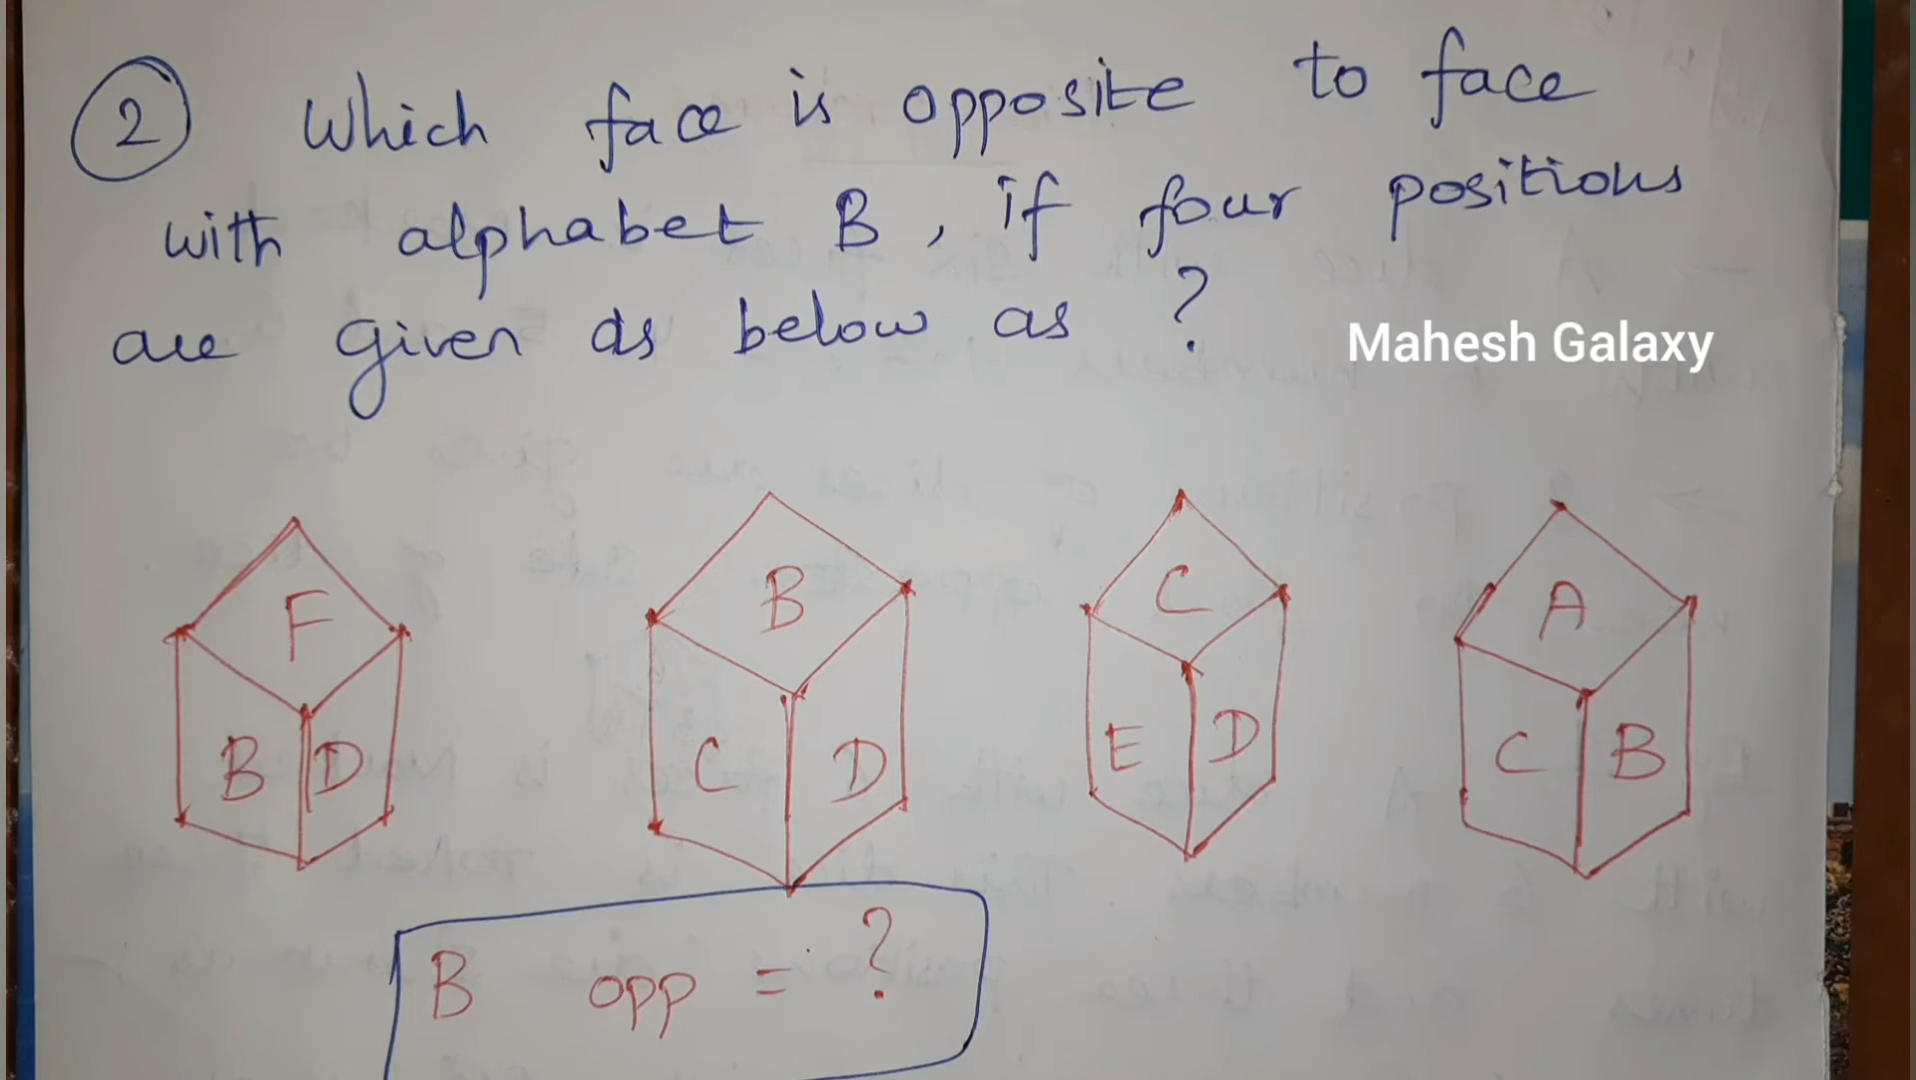 2 Which face is opposite to face
with alphabet B, if four positions
are given as below as ?
Mahesh Galaxy
F
B D
B
C D
C
E D
A
C B
B opp = ?